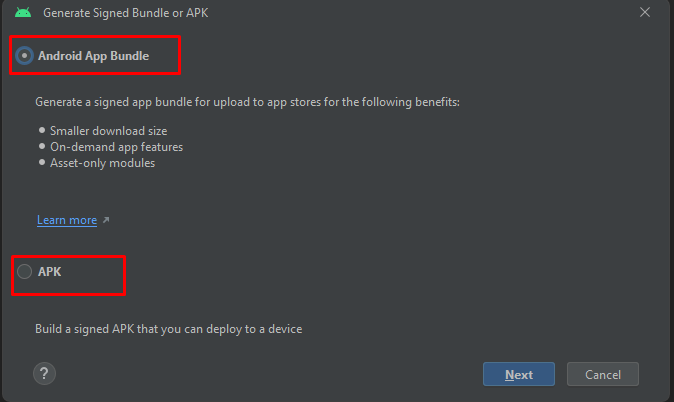 Generate Signed Bundle or APK
Android App Bundle
Generate a signed app bundle for upload to app stores for the following benefits:
Smaller download size
On-demand app features
Asset-only modules
Learn more
APK
Build a signed APK that you can deploy to a device
?
Next
Cancel